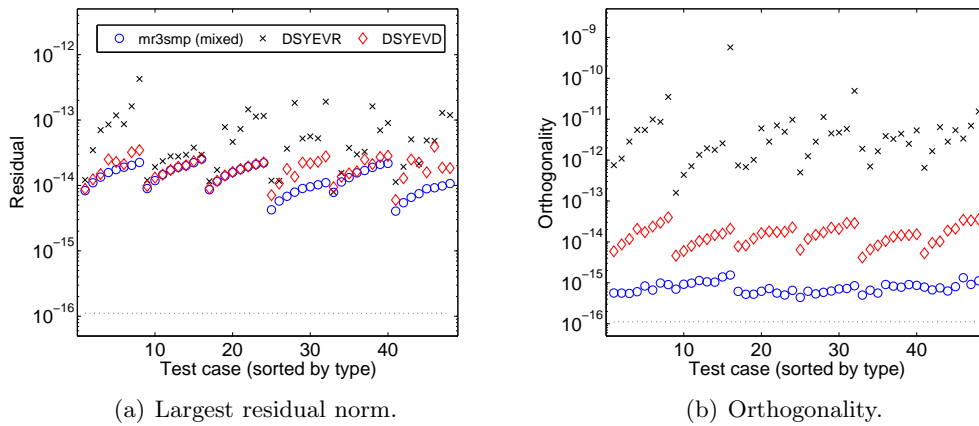 10^-12
10^-13
10^-14
10^-15
10^-16
Residual
mr3smp (mixed) DSYEVR DSYEVD
10 20 30 40
Test case (sorted by type)
(a) Largest residual norm.
10^-9
10^-10
10^-11
10^-12
10^-13
10^-14
10^-15
10^-16
Orthogonality
10 20 30 40
Test case (sorted by type)
(b) Orthogonality.